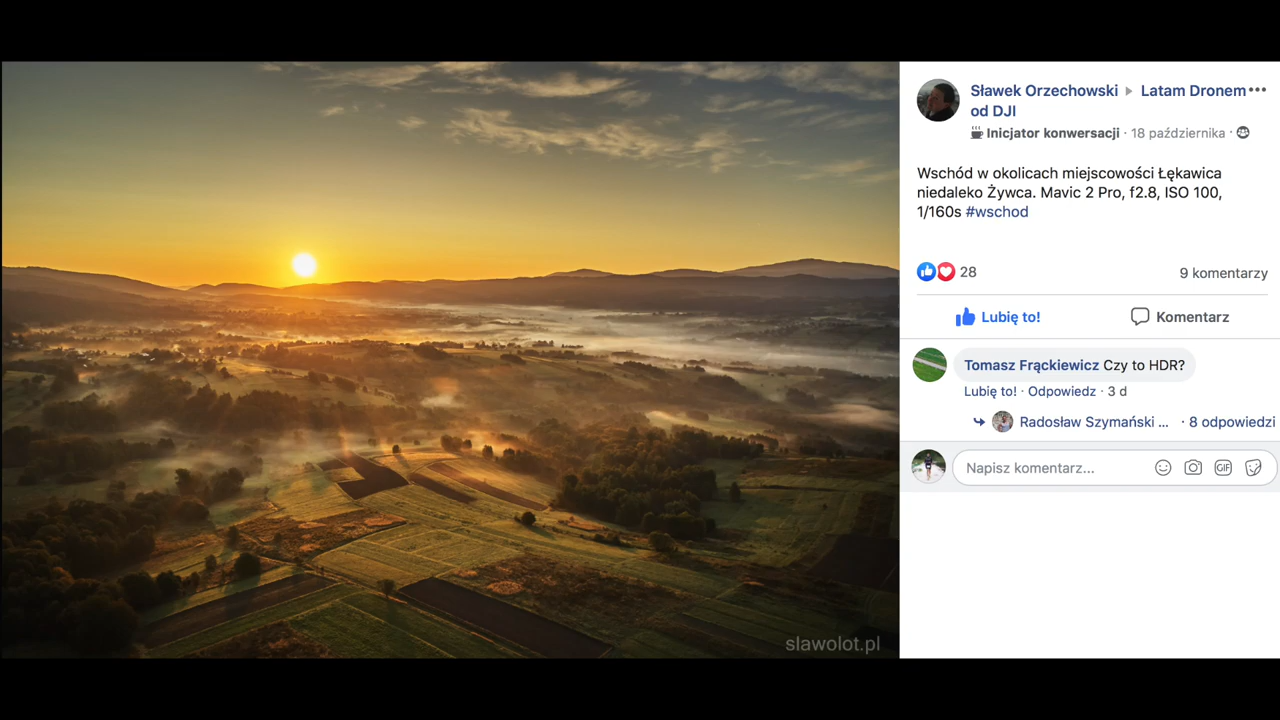 Sławek Orzechowski ▸ Latam Dronem
od DJI
Inicjator konwersacji · 18 października ·
Wschód w okolicach miejscowości Łękawica
niedaleko Żywca. Mavic 2 Pro, f2.8, ISO 100,
1/160s #wschod
28
9 komentarzy
Lubię to!
Komentarz
Tomasz Frąckiewicz Czy to HDR?
Lubię to! · Odpowiedz · 3 d
Radosław Szymański ... · 8 odpowiedzi
Napisz komentarz...
GIF
slawolot.pl